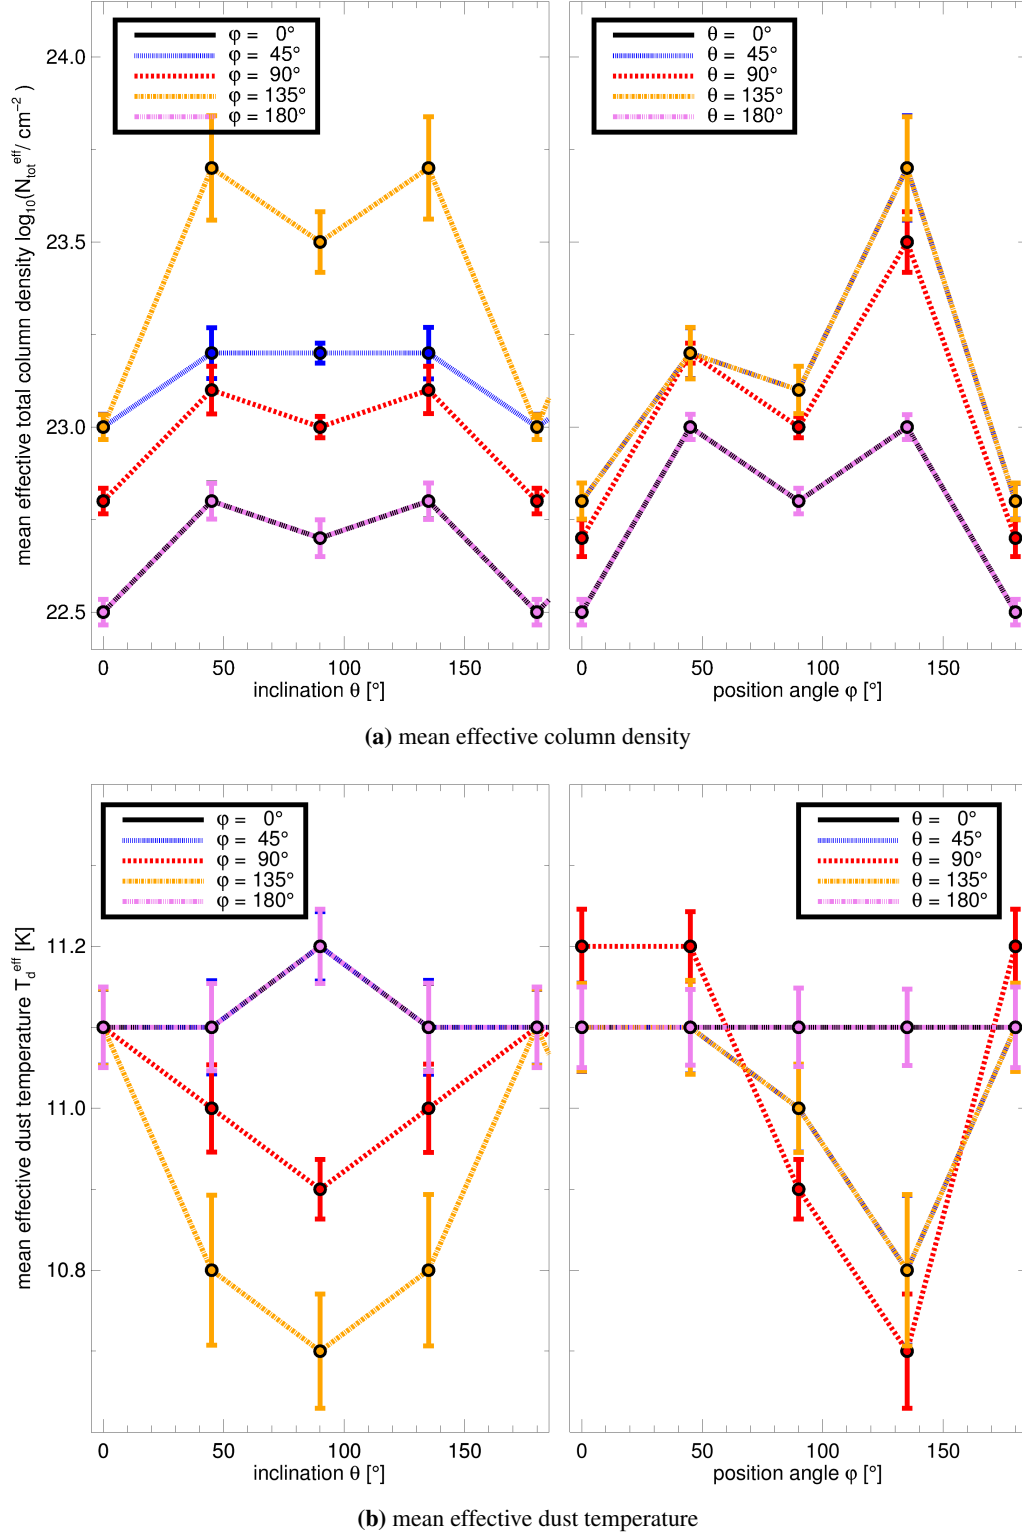 mean effective total column density log₁₀(N_tot^eff / cm⁻²)
24.0
23.5
23.0
22.5
φ = 0°
φ = 45°
φ = 90°
φ = 135°
φ = 180°
θ = 0°
θ = 45°
θ = 90°
θ = 135°
θ = 180°
0 50 100 150
0 50 100 150
inclination θ [°]
position angle φ [°]
(a) mean effective column density
mean effective dust temperature T_d^eff [K]
11.2
11.0
10.8
φ = 0°
φ = 45°
φ = 90°
φ = 135°
φ = 180°
θ = 0°
θ = 45°
θ = 90°
θ = 135°
θ = 180°
0 50 100 150
0 50 100 150
inclination θ [°]
position angle φ [°]
(b) mean effective dust temperature